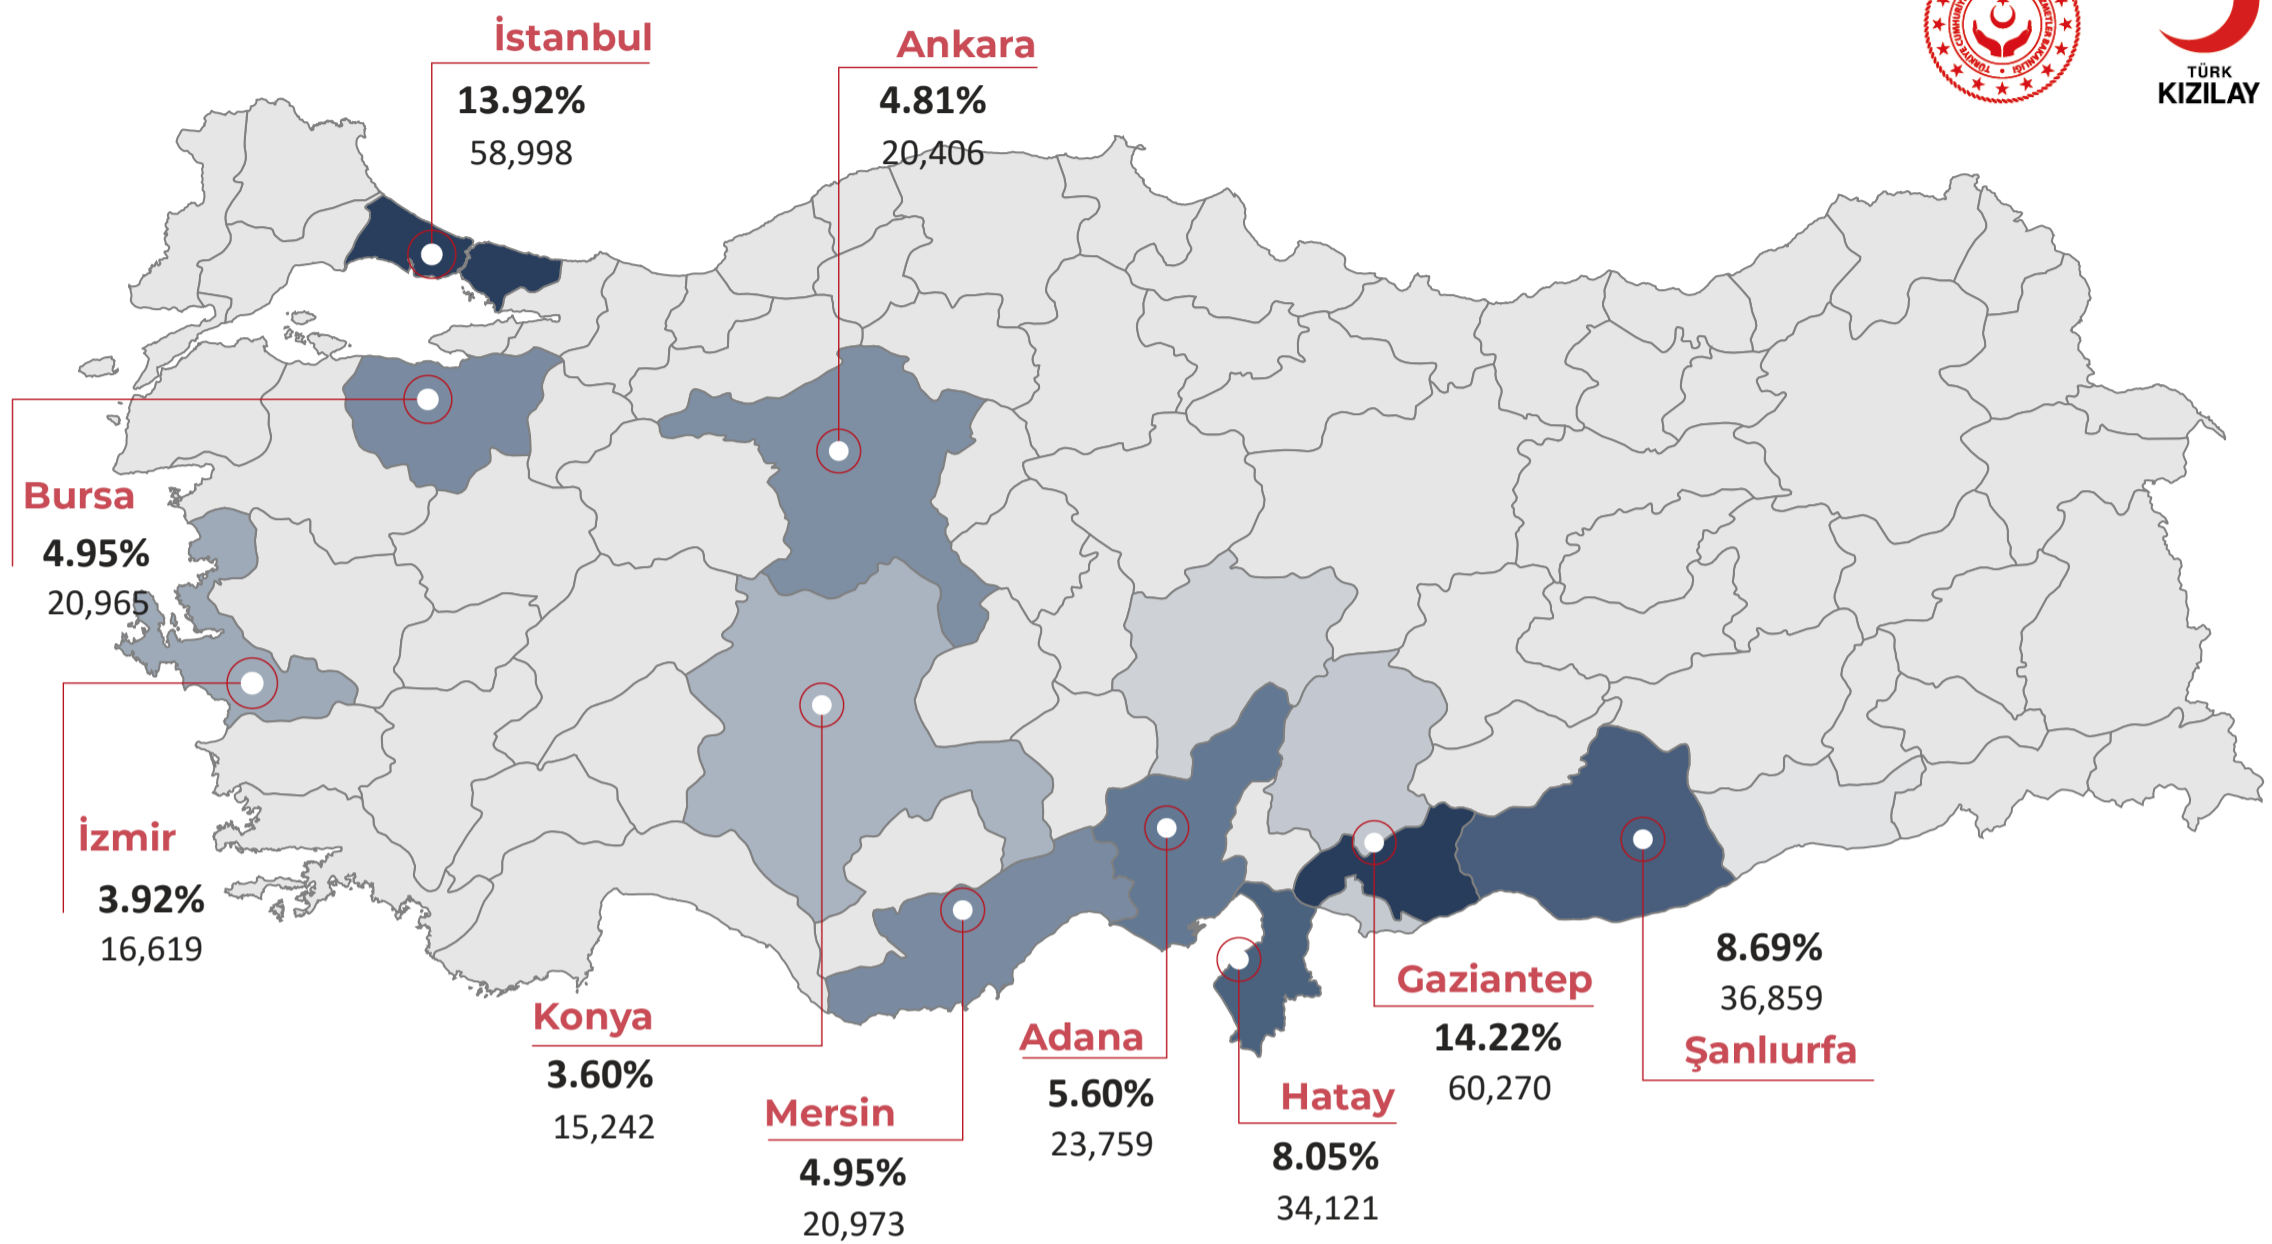 İstanbul
13.92%
58,998
Ankara
4.81%
20,406
TÜRK
KIZILAY
Bursa
4.95%
20,965
İzmir
3.92%
16,619
Konya
3.60%
15,242
Mersin
4.95%
20,973
Adana
5.60%
23,759
Hatay
8.05%
34,121
Gaziantep
14.22%
60,270
8.69%
36,859
Şanlıurfa